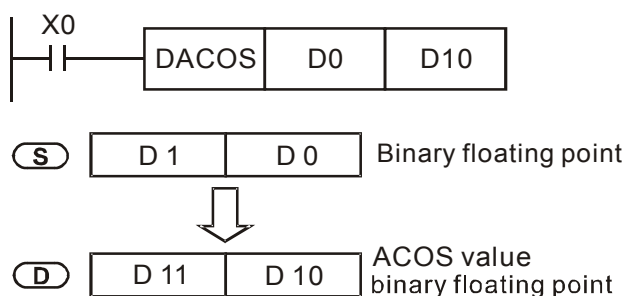 X0
DACOS D0 D10
S D 1 D 0 Binary floating point
D D 11 D 10 ACOS value
binary floating point